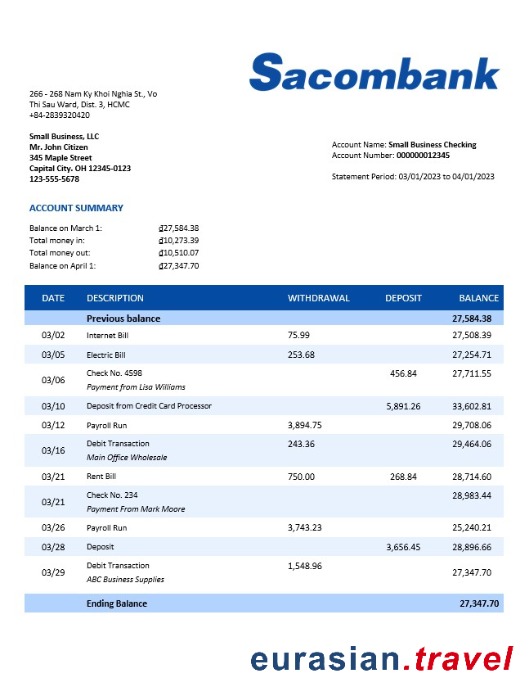 Sacombank
266 - 268 Nam Ky Khoi Nghia St., Vo
Thi Sau Ward, Dist. 3, HCMC
+84-2839320420
Small Business, LLC
Mr. John Citizen
345 Maple Street
Capital City. OH 12345-0123
123-555-5678
Account Name: Small Business Checking
Account Number: 000000012345
Statement Period: 03/01/2023 to 04/01/2023
ACCOUNT SUMMARY
Balance on March 1: ₫27,584.38
Total money in: ₫10,273.39
Total money out: ₫10,510.07
Balance on April 1: ₫27,347.70
DATE DESCRIPTION WITHDRAWAL DEPOSIT BALANCE
Previous balance 27,584.38
03/02 Internet Bill 75.99 27,508.39
03/05 Electric Bill 253.68 27,254.71
03/06 Check No. 4598 456.84 27,711.55
Payment from Lisa Williams
03/10 Deposit from Credit Card Processor 5,891.26 33,602.81
03/12 Payroll Run 3,894.75 29,708.06
03/16 Debit Transaction 243.36 29,464.06
Main Office Wholesale
03/21 Rent Bill 750.00 268.84 28,714.60
03/21 Check No. 234 28,983.44
Payment From Mark Moore
03/26 Payroll Run 3,743.23 25,240.21
03/28 Deposit 3,656.45 28,896.66
03/29 Debit Transaction 1,548.96 27,347.70
ABC Business Supplies
Ending Balance 27,347.70
eurasian.travel